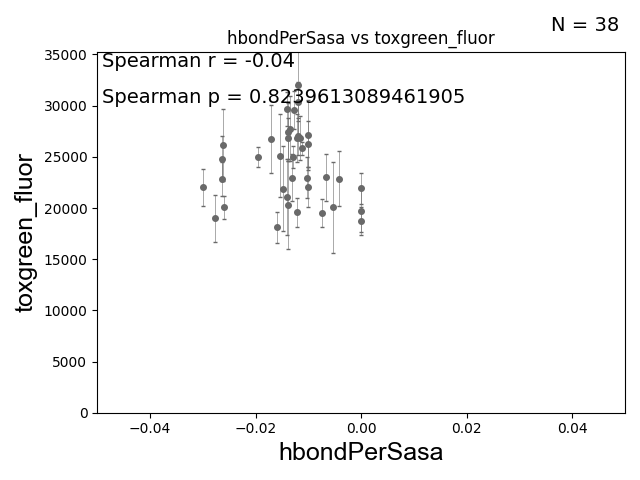 N = 38
hbondPerSasa vs toxgreen_fluor
Spearman r = -0.04
Spearman p = 0.8239613089461905
35000
30000
25000
20000
15000
10000
5000
0
toxgreen_fluor
−0.04
−0.02
0.00
0.02
0.04
hbondPerSasa